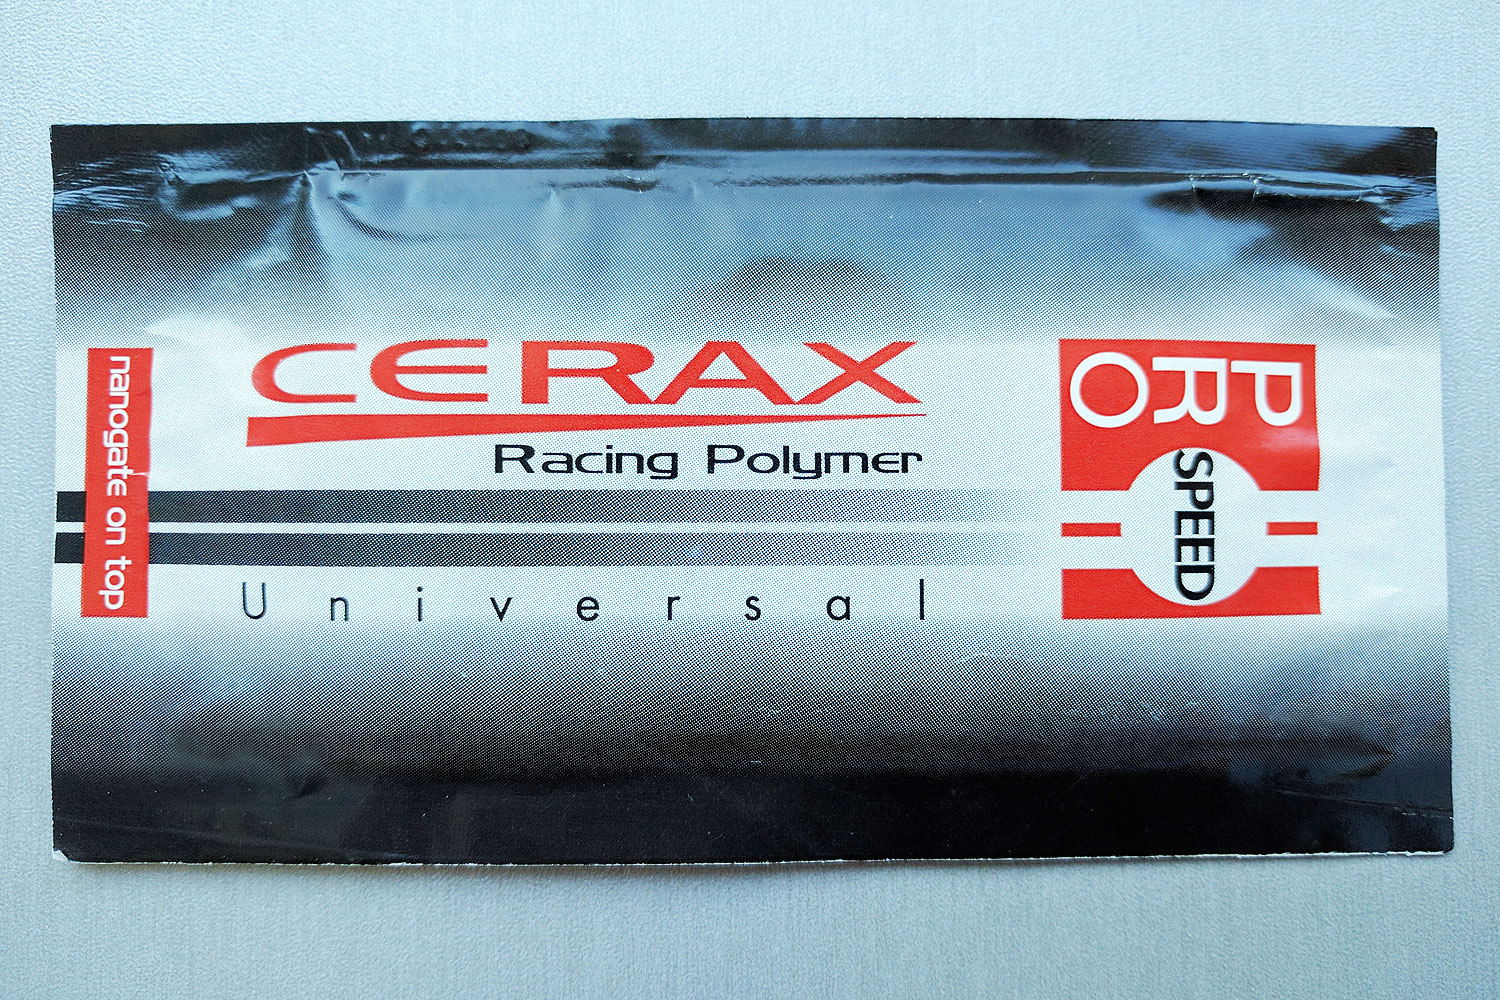 nanogate on top
CERAX
Racing Polymer
Universal
PRO
SPEED